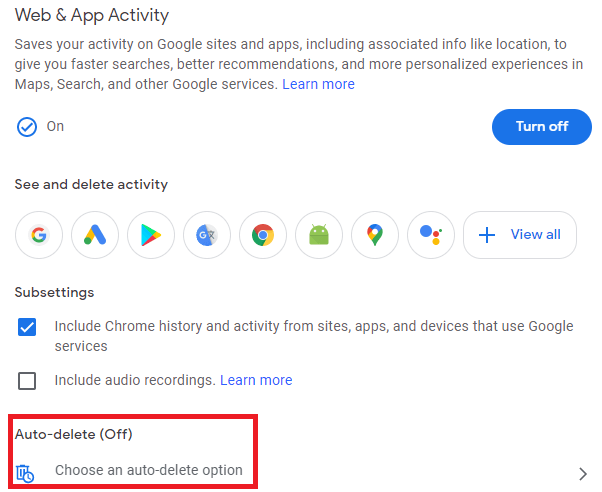 Web & App Activity
Saves your activity on Google sites and apps, including associated info like location, to
give you faster searches, better recommendations, and more personalized experiences in
Maps, Search, and other Google services. Learn more
On
Turn off
See and delete activity
View all
Subsettings
Include Chrome history and activity from sites, apps, and devices that use Google
services
Include audio recordings. Learn more
Auto-delete (Off)
Choose an auto-delete option